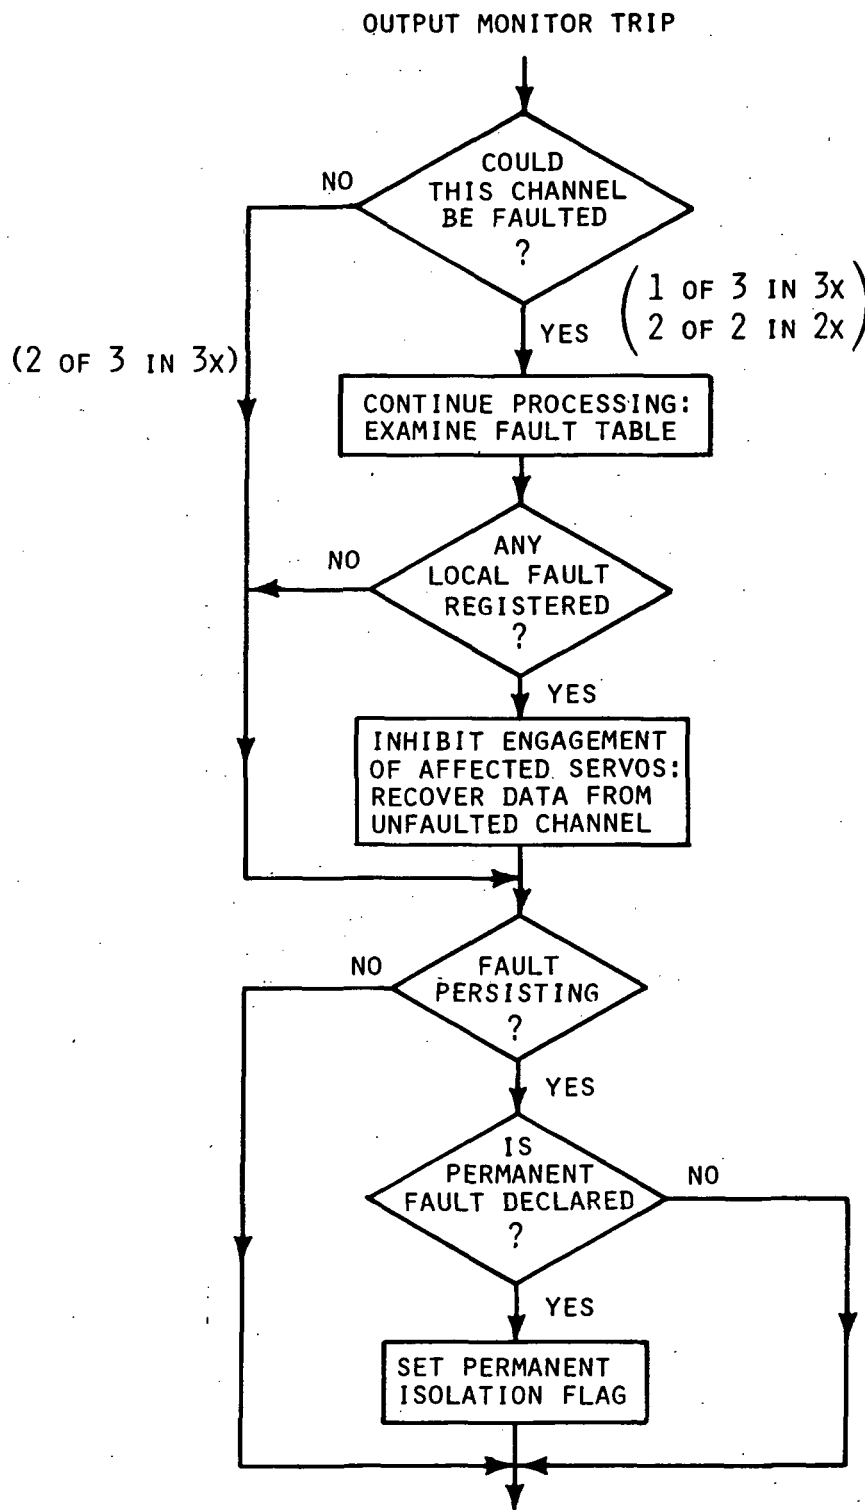 OUTPUT MONITOR TRIP
COULD
THIS CHANNEL
BE FAULTED
?
NO
(1 OF 3 IN 3X
2 OF 2 IN 2X)
YES
(2 OF 3 IN 3X)
CONTINUE PROCESSING:
EXAMINE FAULT TABLE
ANY
LOCAL FAULT
REGISTERED
?
NO
YES
INHIBIT ENGAGEMENT
OF AFFECTED SERVOS:
RECOVER DATA FROM
UNFAULTED CHANNEL
FAULT
PERSISTING
?
NO
YES
IS
PERMANENT
FAULT DECLARED
?
NO
YES
SET PERMANENT
ISOLATION FLAG